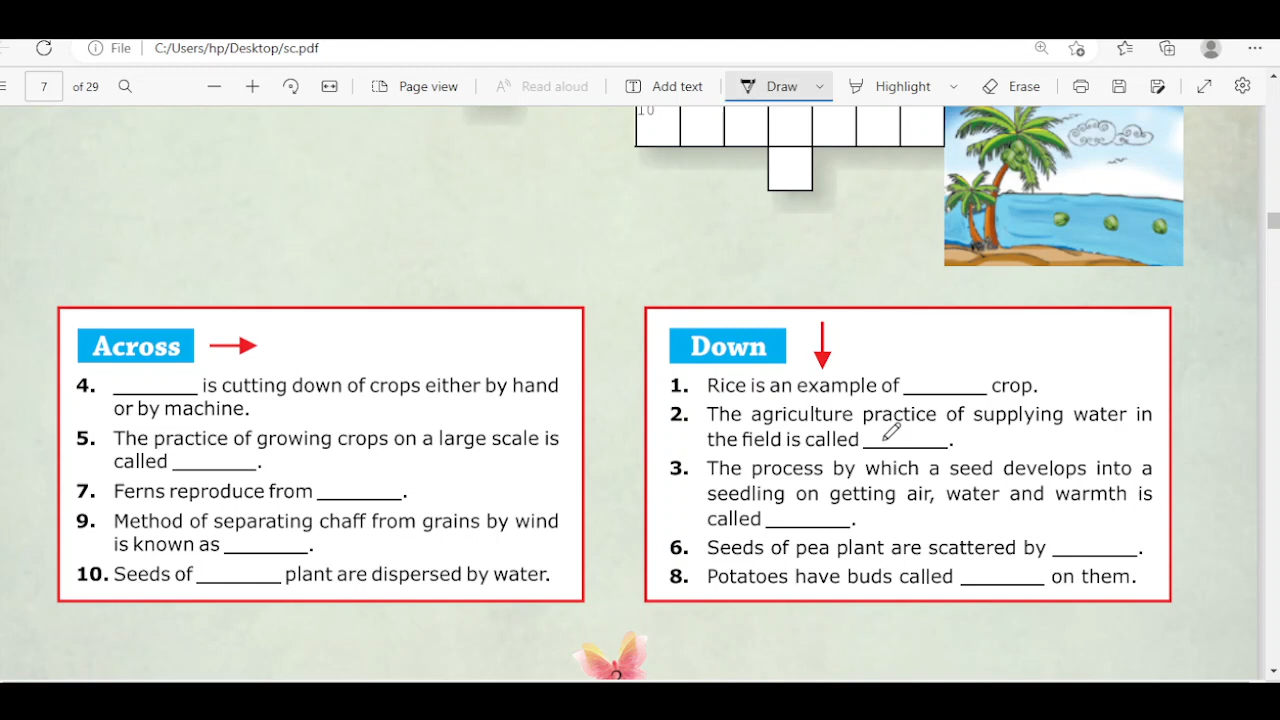 File C:/Users/hp/Desktop/sc.pdf
7 of 29 Page view Read aloud Add text Draw Highlight Erase
10
Across
4. ________ is cutting down of crops either by hand
or by machine.
5. The practice of growing crops on a large scale is
called ________.
7. Ferns reproduce from ________.
9. Method of separating chaff from grains by wind
is known as ________.
10. Seeds of ________ plant are dispersed by water.
Down
1. Rice is an example of ________ crop.
2. The agriculture practice of supplying water in
the field is called ________.
3. The process by which a seed develops into a
seedling on getting air, water and warmth is
called ________.
6. Seeds of pea plant are scattered by ________.
8. Potatoes have buds called ________ on them.